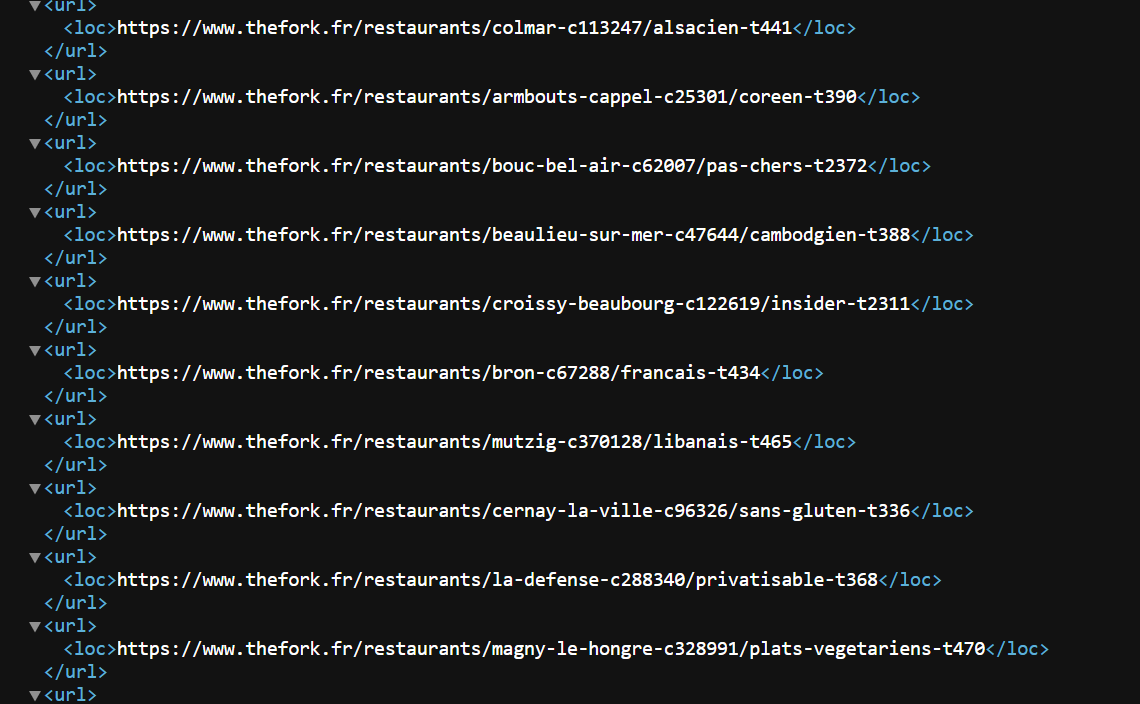 ▼<url>
<loc>https://www.thefork.fr/restaurants/colmar-c113247/alsacien-t441</loc>
</url>
▼<url>
<loc>https://www.thefork.fr/restaurants/armbouts-cappel-c25301/coreen-t390</loc>
</url>
▼<url>
<loc>https://www.thefork.fr/restaurants/bouc-bel-air-c62007/pas-chers-t2372</loc>
</url>
▼<url>
<loc>https://www.thefork.fr/restaurants/beaulieu-sur-mer-c47644/cambodgien-t388</loc>
</url>
▼<url>
<loc>https://www.thefork.fr/restaurants/croissy-beaubourg-c122619/insider-t2311</loc>
</url>
▼<url>
<loc>https://www.thefork.fr/restaurants/bron-c67288/francais-t434</loc>
</url>
▼<url>
<loc>https://www.thefork.fr/restaurants/mutzig-c370128/libanais-t465</loc>
</url>
▼<url>
<loc>https://www.thefork.fr/restaurants/cernay-la-ville-c96326/sans-gluten-t336</loc>
</url>
▼<url>
<loc>https://www.thefork.fr/restaurants/la-defense-c288340/privatisable-t368</loc>
</url>
▼<url>
<loc>https://www.thefork.fr/restaurants/magny-le-hongre-c328991/plats-vegetariens-t470</loc>
</url>
▼<url>